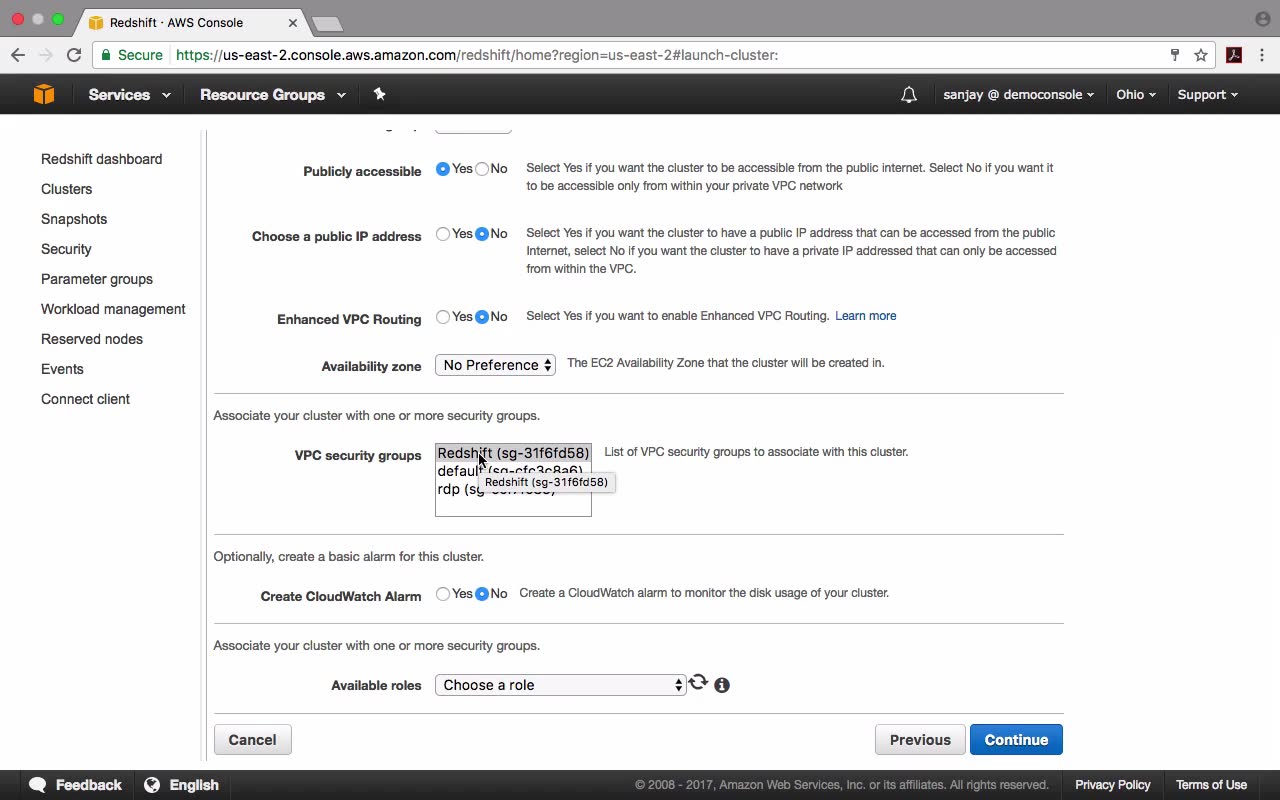 Redshift · AWS Console
Secure https://us-east-2.console.aws.amazon.com/redshift/home?region=us-east-2#launch-cluster:
Services Resource Groups sanjay @ democonsole Ohio Support
Redshift dashboard
Clusters
Snapshots
Security
Parameter groups
Workload management
Reserved nodes
Events
Connect client
Publicly accessible Yes No Select Yes if you want the cluster to be accessible from the public internet. Select No if you want it
to be accessible only from within your private VPC network
Choose a public IP address Yes No Select Yes if you want the cluster to have a public IP address that can be accessed from the public
Internet, select No if you want the cluster to have a private IP addressed that can only be accessed
from within the VPC.
Enhanced VPC Routing Yes No Select Yes if you want to enable Enhanced VPC Routing. Learn more
Availability zone No Preference The EC2 Availability Zone that the cluster will be created in.
Associate your cluster with one or more security groups.
VPC security groups Redshift (sg-31f6fd58) List of VPC security groups to associate with this cluster.
default (sg-cfc3c8a6)
Redshift (sg-31f6fd58)
rdp
Optionally, create a basic alarm for this cluster.
Create CloudWatch Alarm Yes No Create a CloudWatch alarm to monitor the disk usage of your cluster.
Associate your cluster with one or more security groups.
Available roles Choose a role
Cancel Previous Continue
Feedback English © 2008 - 2017, Amazon Web Services, Inc. or its affiliates. All rights reserved. Privacy Policy Terms of Use